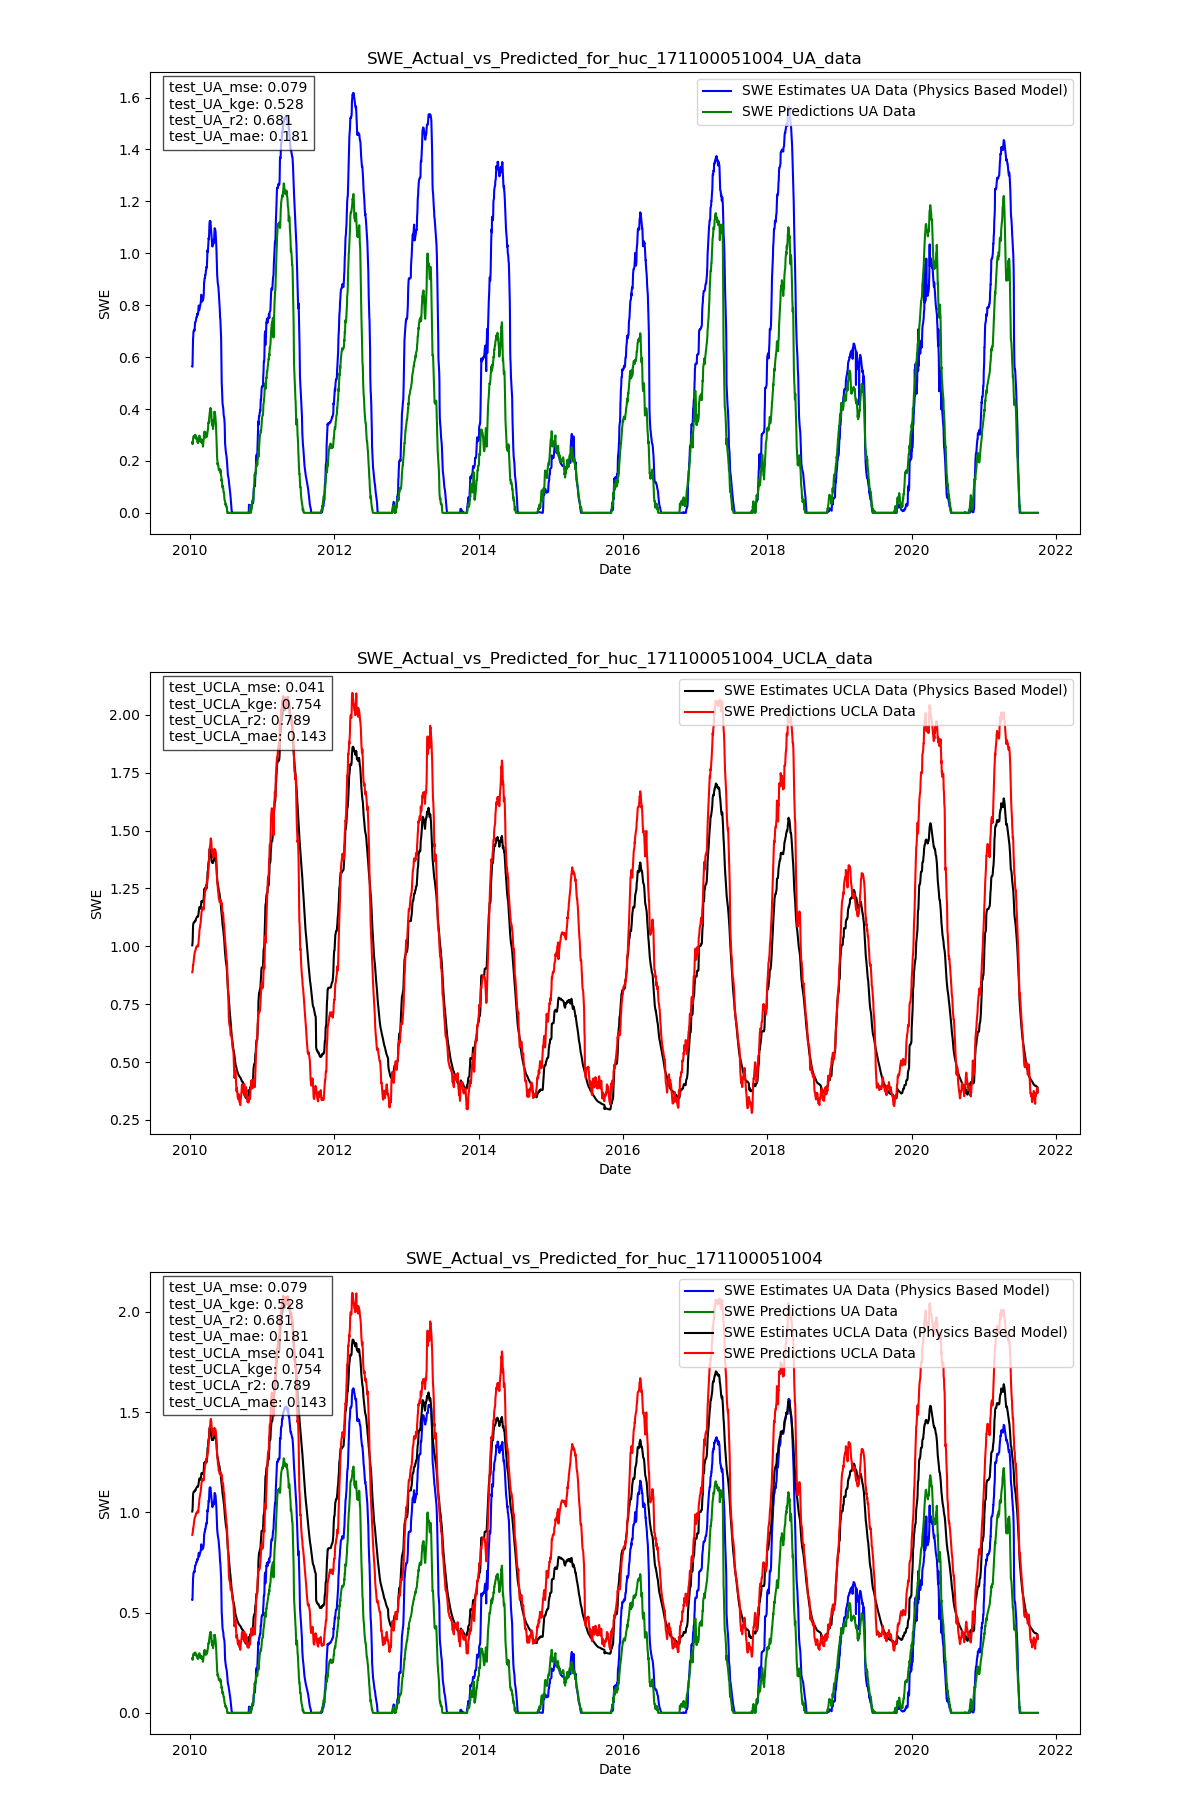 SWE_Actual_vs_Predicted_for_huc_171100051004_UA_data
test_UA_mse: 0.079
test_UA_kge: 0.528
test_UA_r2: 0.681
test_UA_mae: 0.181
SWE Estimates UA Data (Physics Based Model)
SWE Predictions UA Data
1.6
1.4
1.2
1.0
0.8
0.6
0.4
0.2
0.0
SWE
2010 2012 2014 2016 2018 2020 2022
Date
SWE_Actual_vs_Predicted_for_huc_171100051004_UCLA_data
test_UCLA_mse: 0.041
test_UCLA_kge: 0.754
test_UCLA_r2: 0.789
test_UCLA_mae: 0.143
SWE Estimates UCLA Data (Physics Based Model)
SWE Predictions UCLA Data
2.00
1.75
1.50
1.25
1.00
0.75
0.50
0.25
SWE
2010 2012 2014 2016 2018 2020 2022
Date
SWE_Actual_vs_Predicted_for_huc_171100051004
test_UA_mse: 0.079
test_UA_kge: 0.528
test_UA_r2: 0.681
test_UA_mae: 0.181
test_UCLA_mse: 0.041
test_UCLA_kge: 0.754
test_UCLA_r2: 0.789
test_UCLA_mae: 0.143
SWE Estimates UA Data (Physics Based Model)
SWE Predictions UA Data
SWE Estimates UCLA Data (Physics Based Model)
SWE Predictions UCLA Data
2.0
1.5
1.0
0.5
0.0
SWE
2010 2012 2014 2016 2018 2020 2022
Date